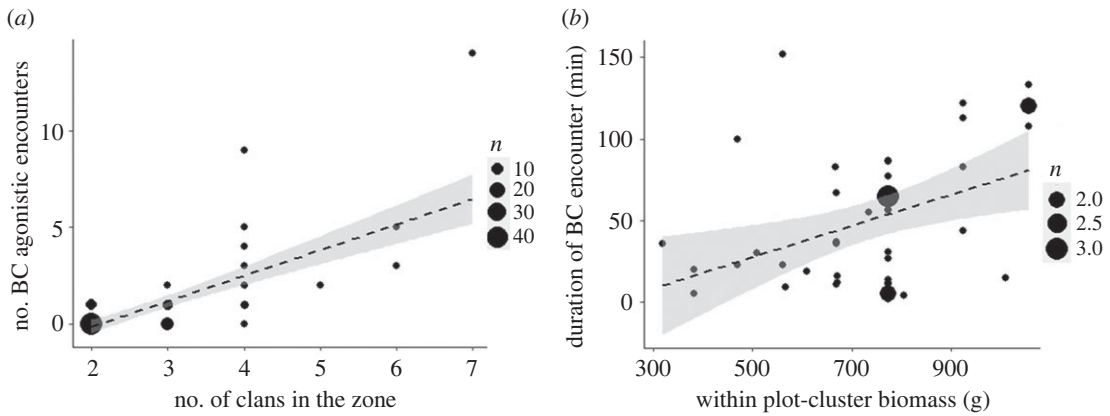 (a)
no. BC agonistic encounters
10
5
0
2 3 4 5 6 7
no. of clans in the zone
n
10
20
30
40
(b)
duration of BC encounter (min)
150
100
50
0
300 500 700 900
within plot-cluster biomass (g)
n
2.0
2.5
3.0